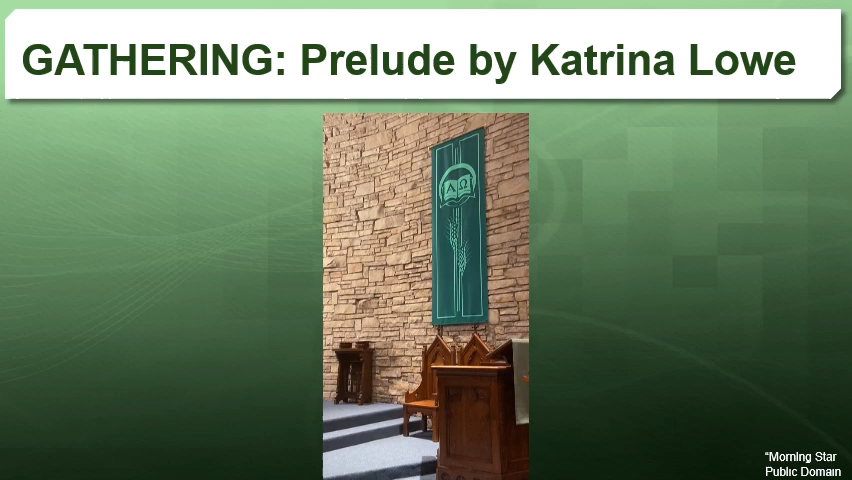 GATHERING: Prelude by Katrina Lowe
A Ω
“Morning Star
Public Domain